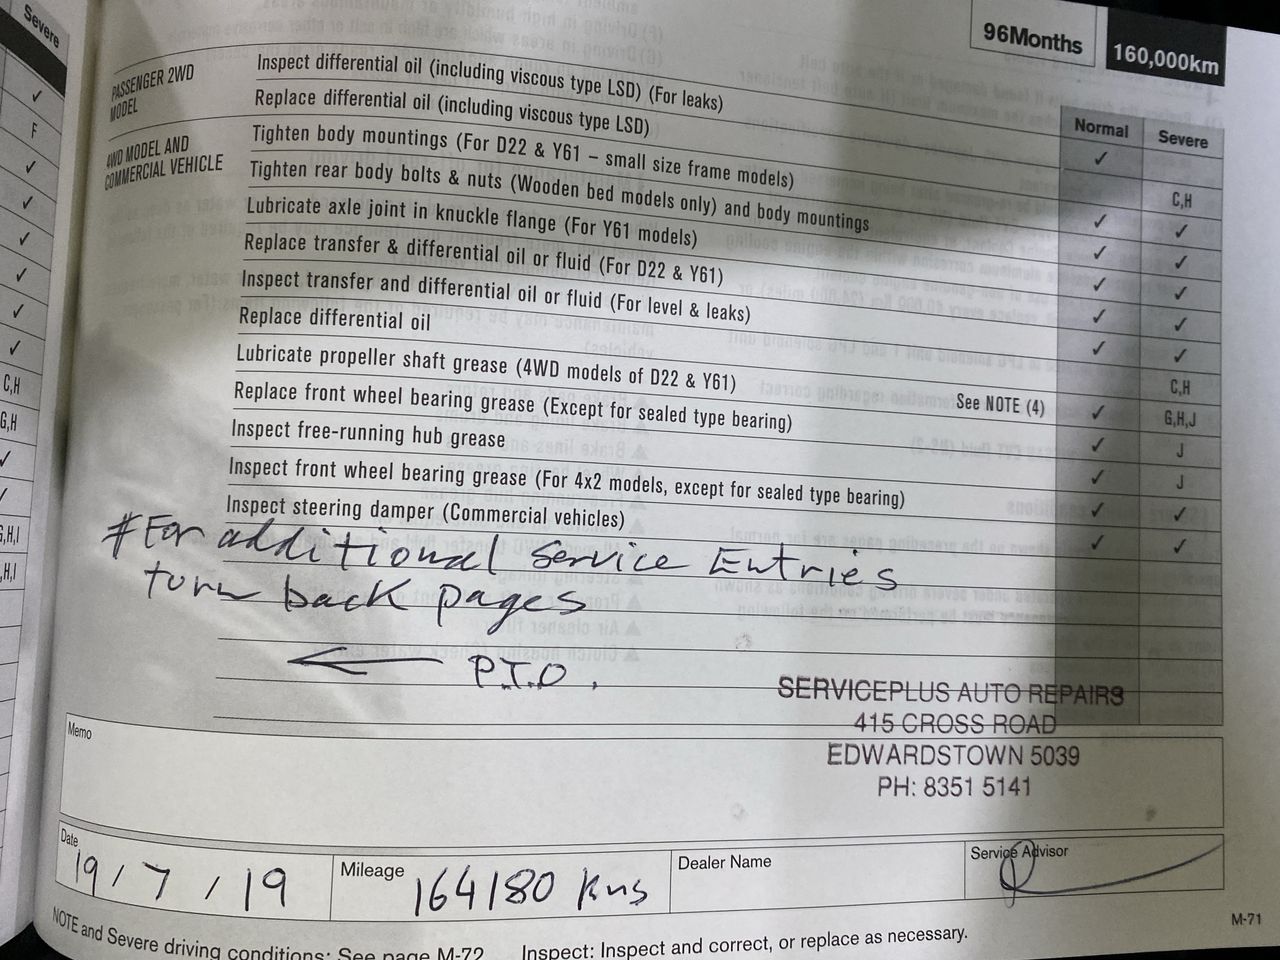 Severe
✓
F
✓
✓
✓
✓
✓
✓
C,H
G,H
✓
✓
G,H,I
,H,I
96Months
160,000km
PASSENGER 2WD
MODEL
4WD MODEL AND
COMMERCIAL VEHICLE
Normal Severe
Inspect differential oil (including viscous type LSD) (For leaks) ✓
Replace differential oil (including viscous type LSD) C,H
Tighten body mountings (For D22 & Y61 – small size frame models) ✓ ✓
Tighten rear body bolts & nuts (Wooden bed models only) and body mountings ✓ ✓
Lubricate axle joint in knuckle flange (For Y61 models) ✓ ✓
Replace transfer & differential oil or fluid (For D22 & Y61) ✓ ✓
Inspect transfer and differential oil or fluid (For level & leaks) ✓ ✓
Replace differential oil C,H
Lubricate propeller shaft grease (4WD models of D22 & Y61) See NOTE (4) ✓ G,H,J
Replace front wheel bearing grease (Except for sealed type bearing) ✓ J
Inspect free-running hub grease ✓ J
Inspect front wheel bearing grease (For 4x2 models, except for sealed type bearing) ✓ ✓
Inspect steering damper (Commercial vehicles) ✓ ✓
#For additional Service Entries
turn back pages
← P.T.O.
SERVICEPLUS AUTO REPAIRS
415 CROSS ROAD
EDWARDSTOWN 5039
PH: 8351 5141
Memo
Date
19 / 7 / 19
Mileage
164180 kms
Dealer Name
Service Advisor
M-71
NOTE and Severe driving conditions: See page M-72 Inspect: Inspect and correct, or replace as necessary.